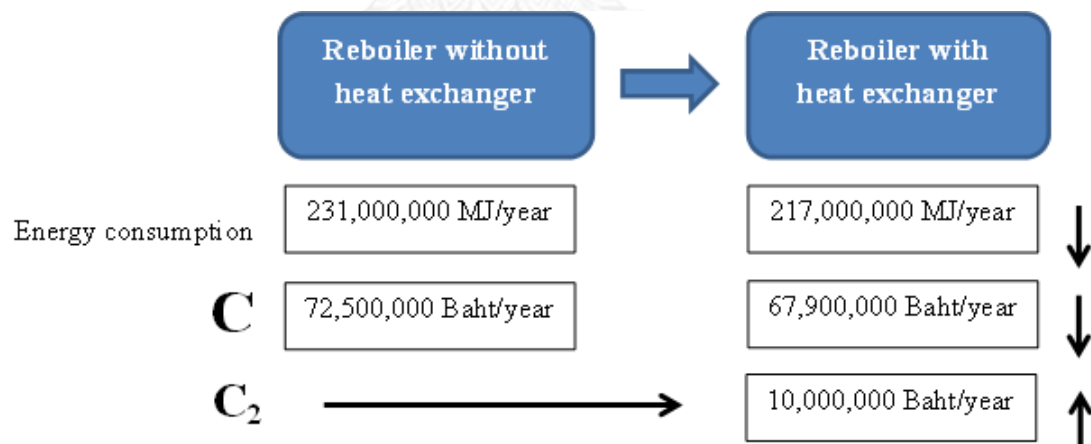 Reboiler without
heat exchanger
Reboiler with
heat exchanger
Energy consumption
231,000,000 MJ/year
217,000,000 MJ/year
C
72,500,000 Baht/year
67,900,000 Baht/year
C₂
10,000,000 Baht/year